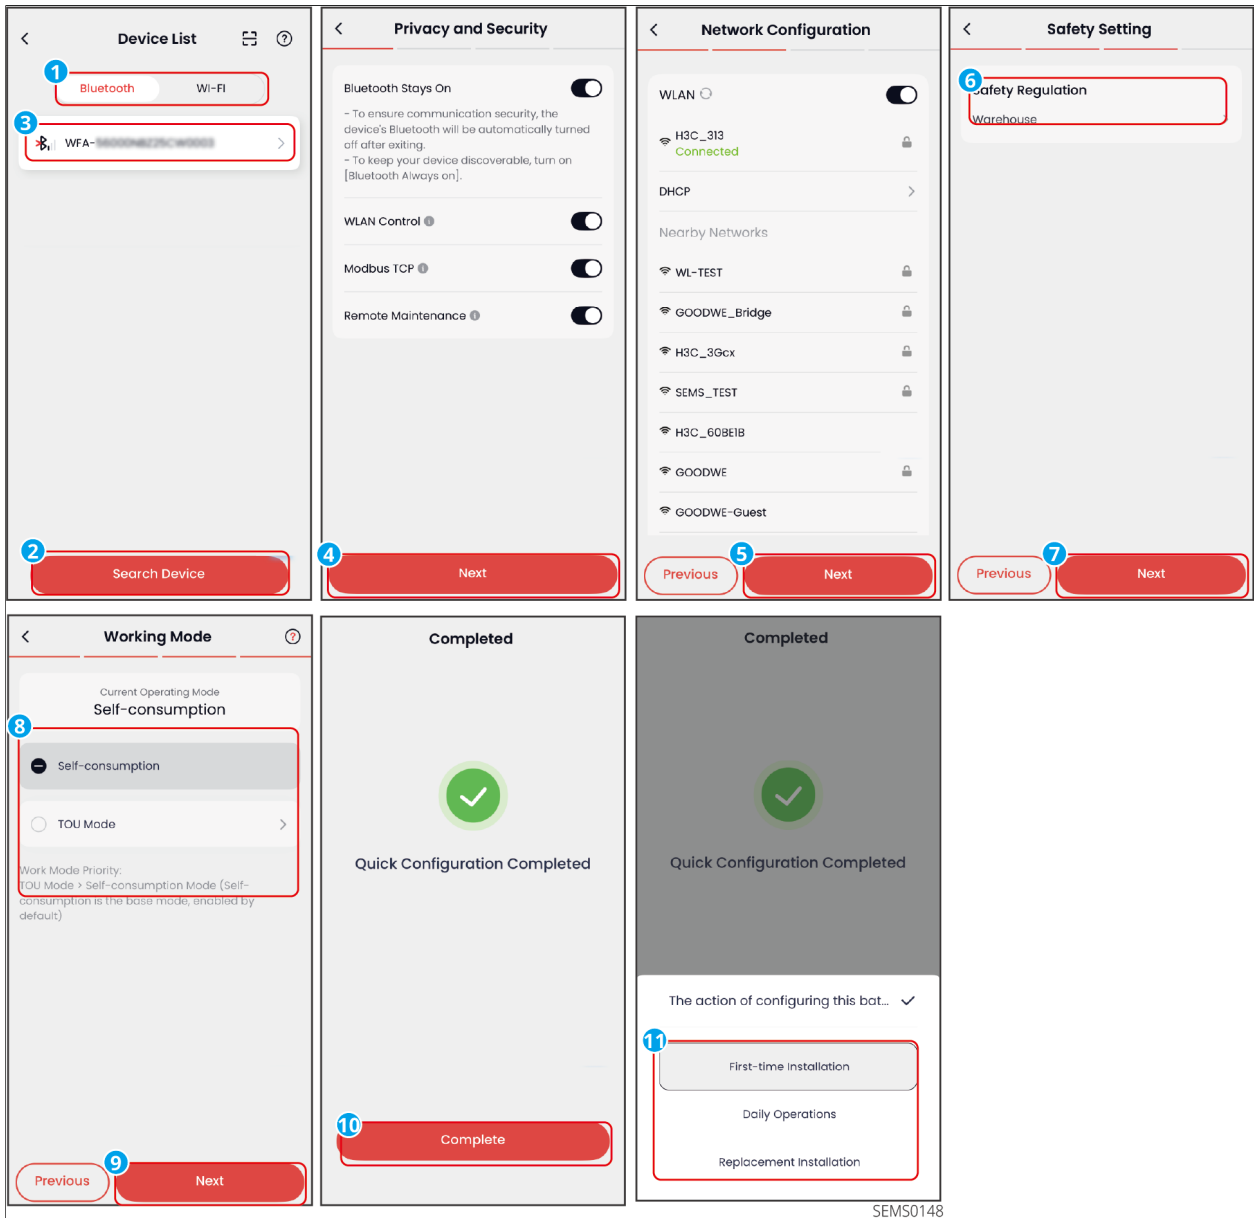 Device List
1
Bluetooth
WI-FI
3
WFA-
2
Search Device
Privacy and Security
Bluetooth Stays On
- To ensure communication security, the
device's Bluetooth will be automatically turned
off after exiting.
- To keep your device discoverable, turn on
[Bluetooth Always on].
WLAN Control
Modbus TCP
Remote Maintenance
4
Next
Network Configuration
WLAN
H3C_313
Connected
DHCP
Nearby Networks
WL-TEST
GOODWE_Bridge
H3C_3Gcx
SEMS_TEST
H3C_60BE1B
GOODWE
GOODWE-Guest
5
Previous
Next
Safety Setting
6
Safety Regulation
Warehouse
7
Previous
Next
Working Mode
Current Operating Mode
Self-consumption
8
Self-consumption
TOU Mode
Work Mode Priority:
TOU Mode > Self-consumption Mode (Self-
consumption is the base mode, enabled by
default)
9
Previous
Next
Completed
Quick Configuration Completed
10
Complete
Completed
Quick Configuration Completed
The action of configuring this bat...
11
First-time Installation
Daily Operations
Replacement Installation
SEMS0148